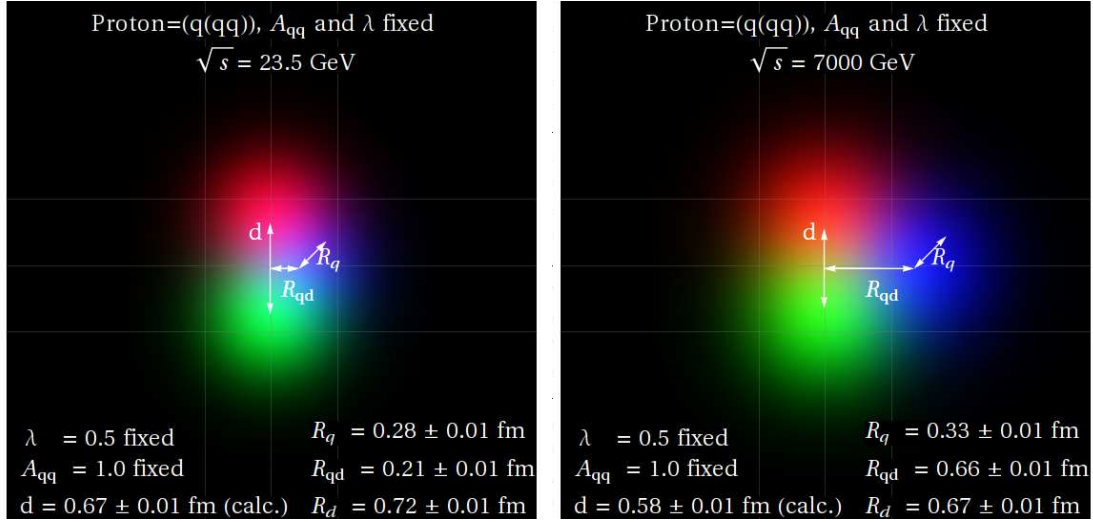 Proton=(q(qq)), A_qq and λ fixed
√s = 23.5 GeV
d
R_q
R_qd
λ = 0.5 fixed
A_qq = 1.0 fixed
d = 0.67 ± 0.01 fm (calc.)
R_q = 0.28 ± 0.01 fm
R_qd = 0.21 ± 0.01 fm
R_d = 0.72 ± 0.01 fm
Proton=(q(qq)), A_qq and λ fixed
√s = 7000 GeV
d
R_q
R_qd
λ = 0.5 fixed
A_qq = 1.0 fixed
d = 0.58 ± 0.01 fm (calc.)
R_q = 0.33 ± 0.01 fm
R_qd = 0.66 ± 0.01 fm
R_d = 0.67 ± 0.01 fm